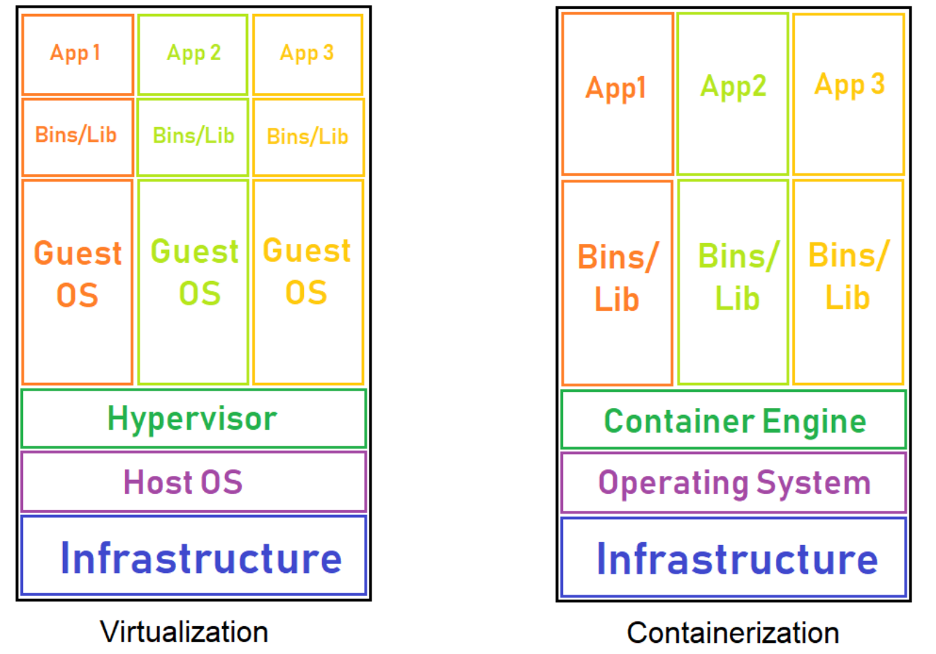 App 1
App 2
App 3
Bins/Lib
Bins/Lib
Bins/Lib
Guest
OS
Guest
OS
Guest
OS
Hypervisor
Host OS
Infrastructure
Virtualization
App1
App2
App 3
Bins/
Lib
Bins/
Lib
Bins/
Lib
Container Engine
Operating System
Infrastructure
Containerization